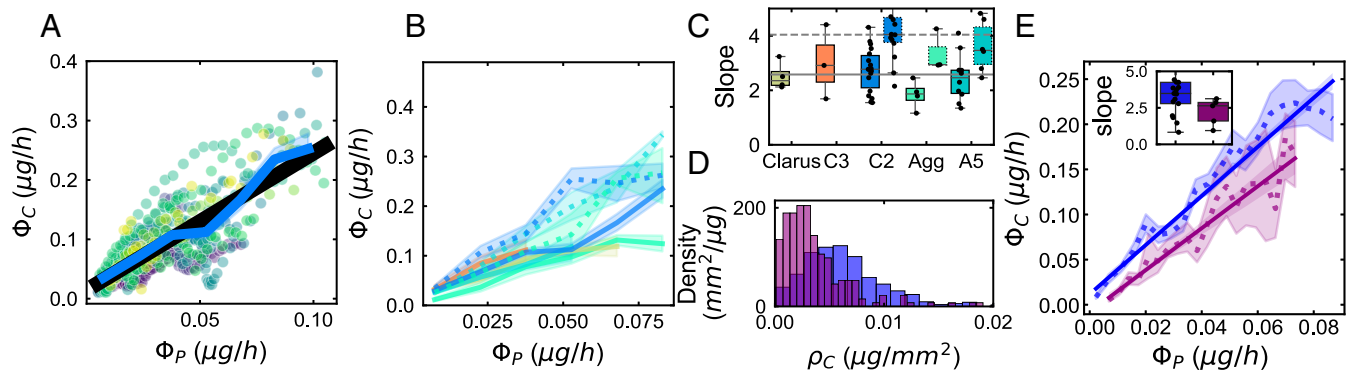 A
Φ_C (μg/h)
0.4
0.3
0.2
0.1
0.0
0.05
0.10
Φ_P (μg/h)
B
Φ_C (μg/h)
0.4
0.3
0.2
0.1
0.0
0.025
0.050
0.075
Φ_P (μg/h)
C
Slope
4
2
0
Clarus
C3
C2
Agg
A5
D
Density
(mm²/μg)
200
0
0.00
0.01
0.02
ρ_C (μg/mm²)
E
Φ_C (μg/h)
0.25
0.20
0.15
0.10
0.05
0.00
slope
5.0
2.5
0.0
0.00
0.02
0.04
0.06
0.08
Φ_P (μg/h)